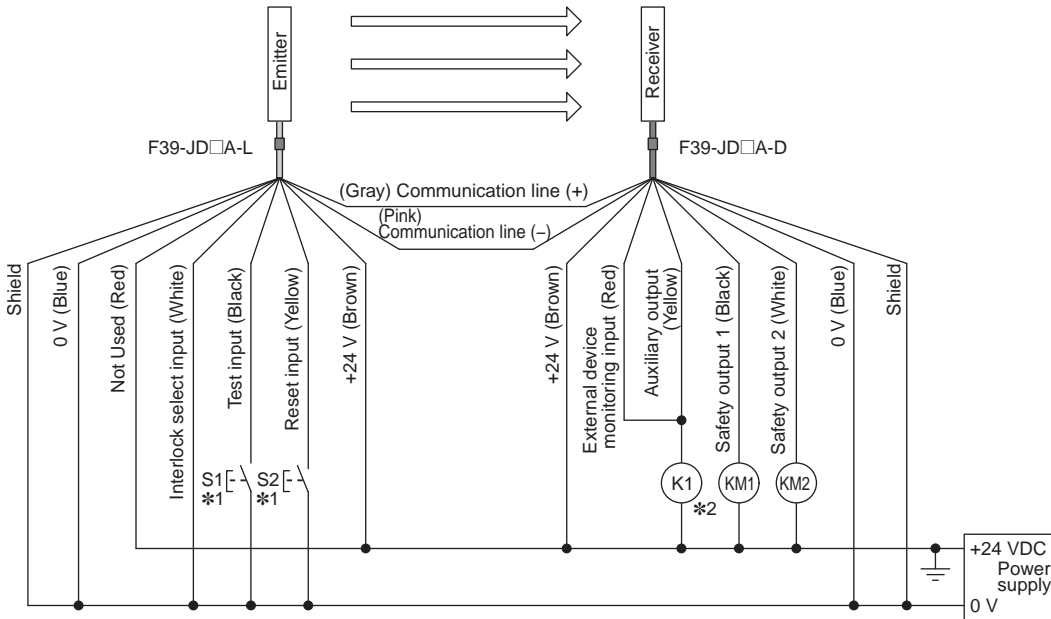 Emitter
Receiver
F39-JD□A-L
F39-JD□A-D
(Gray) Communication line (+)
(Pink)
Communication line (−)
Shield
0 V (Blue)
Not Used (Red)
Interlock select input (White)
Test input (Black)
Reset input (Yellow)
+24 V (Brown)
+24 V (Brown)
External device
monitoring input (Red)
Auxiliary output
(Yellow)
Safety output 1 (Black)
Safety output 2 (White)
0 V (Blue)
Shield
S1
✻1
S2
✻1
K1
✻2
KM1
KM2
+24 VDC
Power
supply
0 V